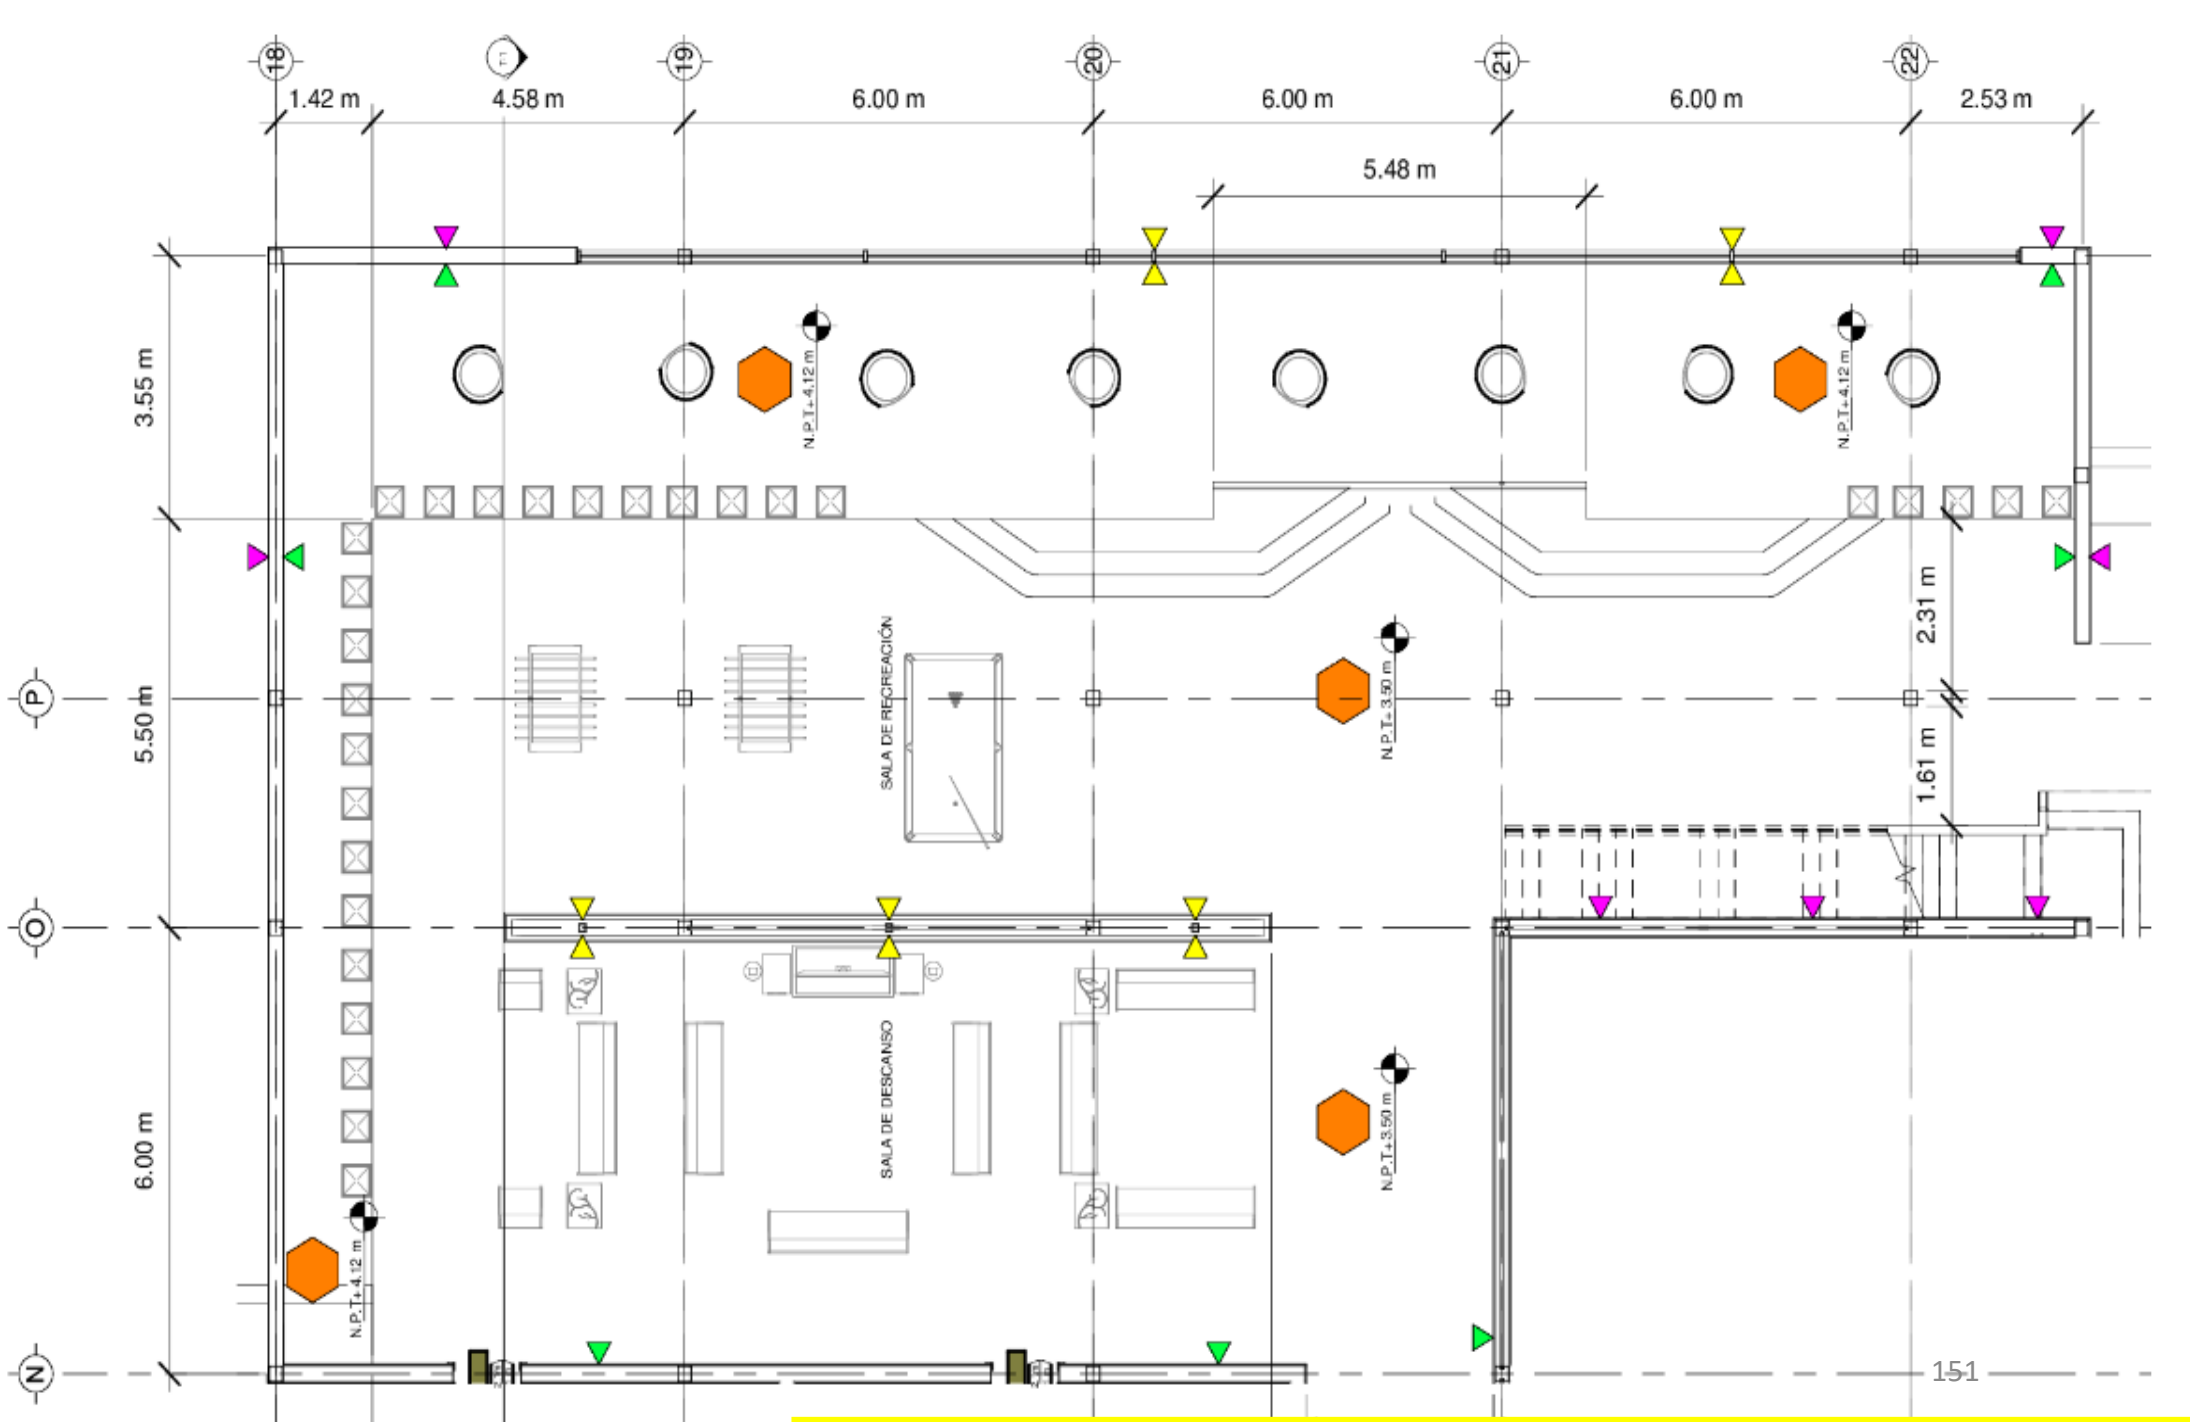 18
19
20
21
22
1.42 m
4.58 m
6.00 m
6.00 m
6.00 m
2.53 m
5.48 m
3.55 m
N.P.T+4.12 m
N.P.T+4.12 m
2.31 m
SALA DE RECREACIÓN
N.P.T+3.50 m
P
5.50 m
1.61 m
O
SALA DE DESCANSO
N.P.T+3.50 m
6.00 m
N.P.T+4.12 m
N
151